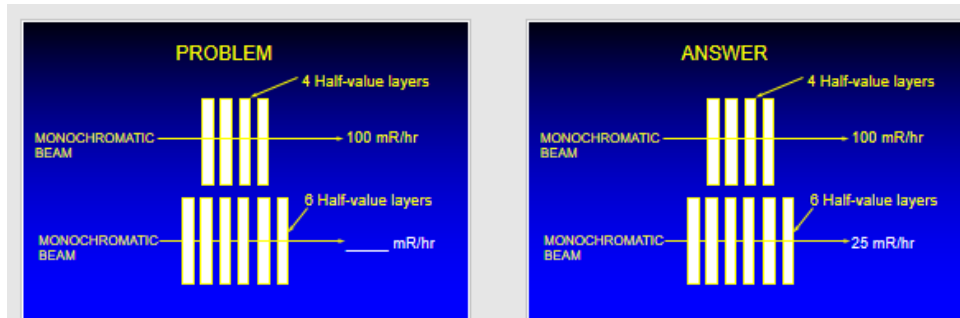 PROBLEM
4 Half-value layers
MONOCHROMATIC
BEAM
100 mR/hr
6 Half-value layers
MONOCHROMATIC
BEAM
_____ mR/hr
ANSWER
4 Half-value layers
MONOCHROMATIC
BEAM
100 mR/hr
6 Half-value layers
MONOCHROMATIC
BEAM
25 mR/hr